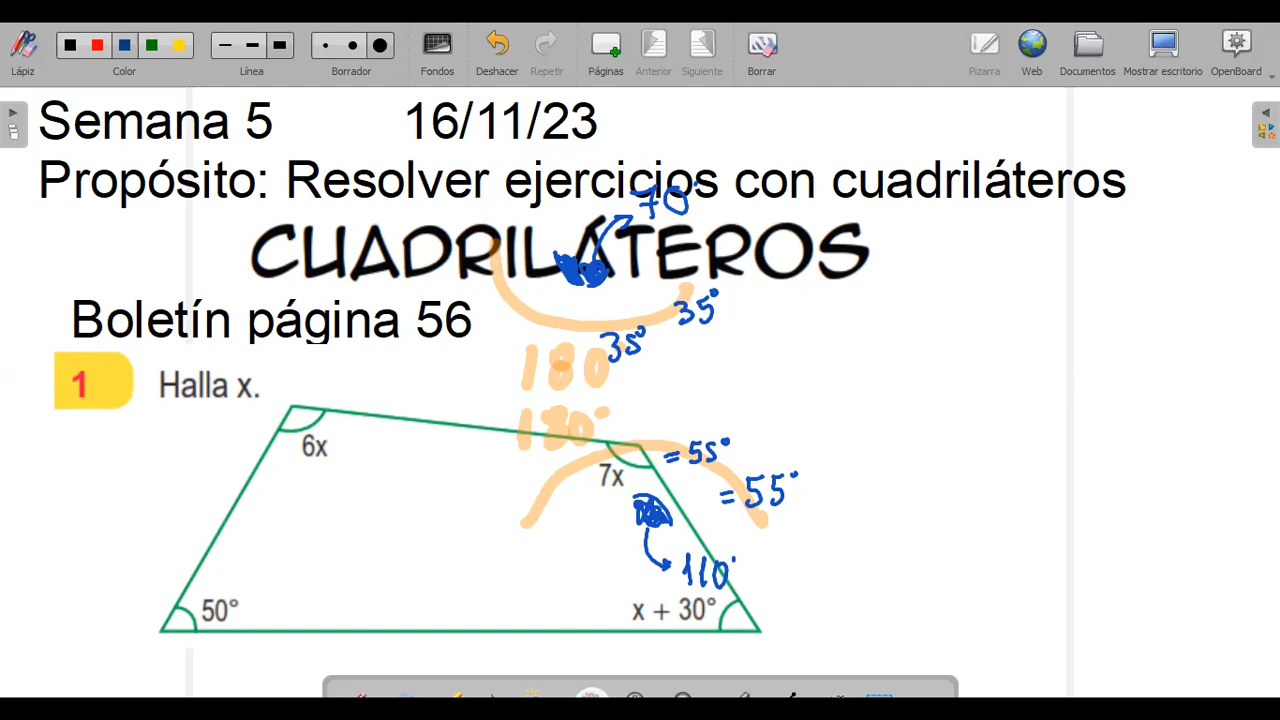 Lápiz Color Línea Borrador Fondos Deshacer Repetir Páginas Anterior Siguiente Borrar Pizarra Web Documentos Mostrar escritorio OpenBoard
Semana 5 16/11/23
Propósito: Resolver ejercicios con cuadriláteros
70°
CUADRILÁTEROS
Boletín página 56
35°
35°
180°
1 Halla x.
180°
6x
7x
= 55°
= 55°
110°
50°
x + 30°